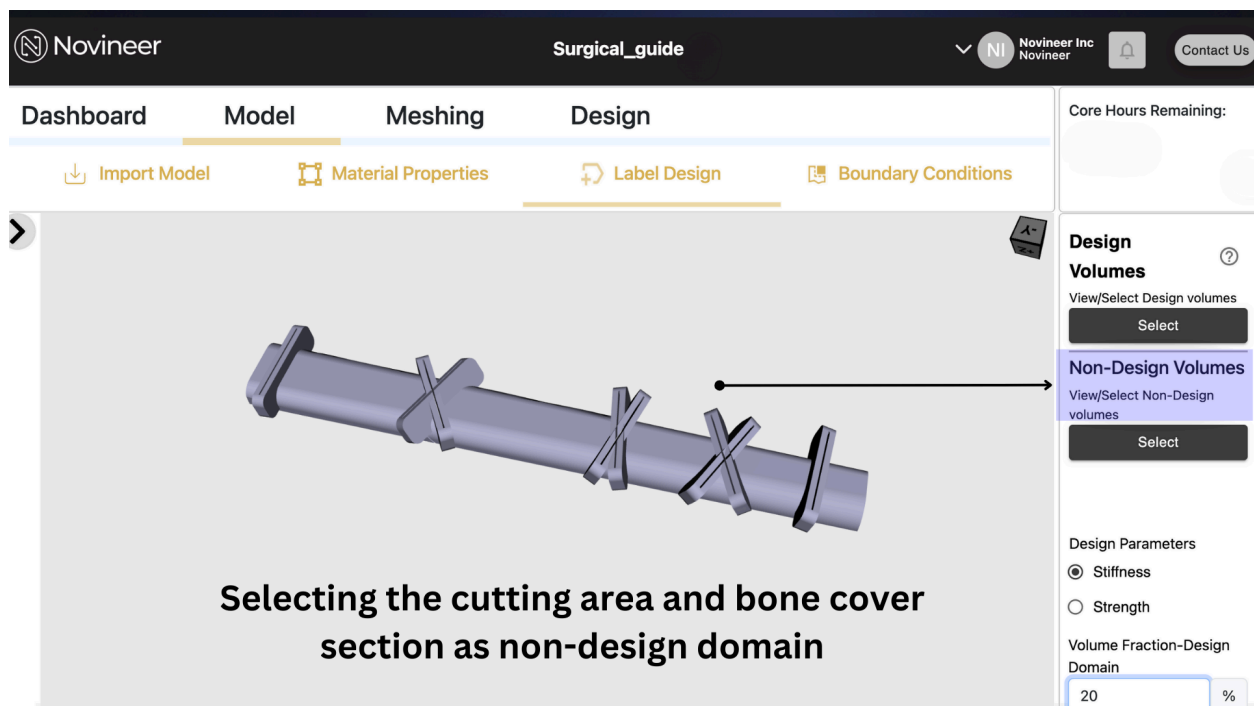 Novineer
Surgical_guide
NI
Novineer Inc
Novineer
Contact Us
Dashboard
Model
Meshing
Design
Core Hours Remaining:
Import Model
Material Properties
Label Design
Boundary Conditions
Y-
Z+
Design
Volumes
?
View/Select Design volumes
Select
Non-Design Volumes
View/Select Non-Design
volumes
Select
Design Parameters
Stiffness
Strength
Volume Fraction-Design
Domain
20
%
Selecting the cutting area and bone cover
section as non-design domain